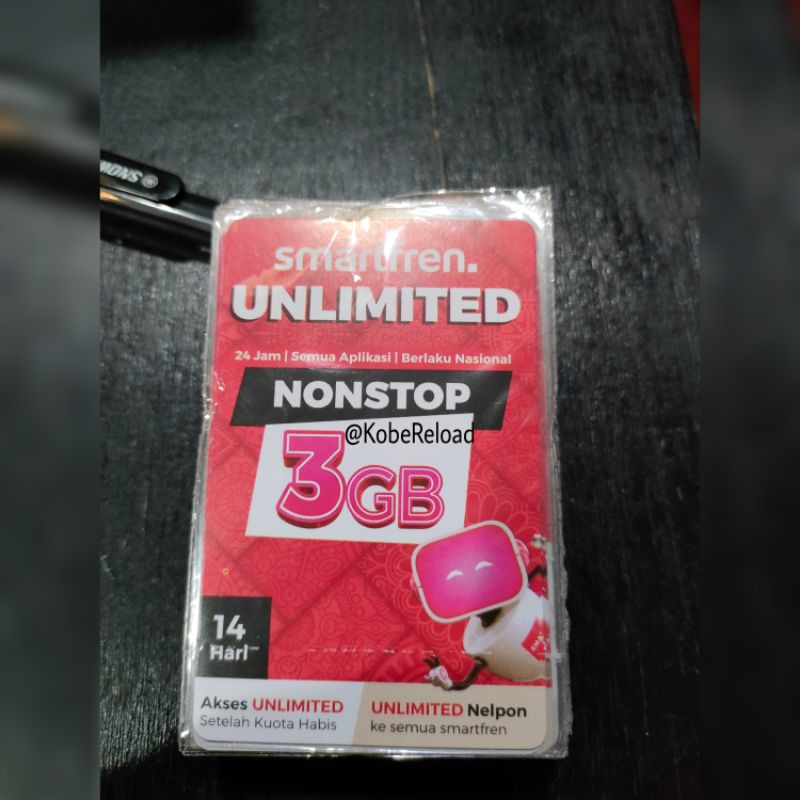 smartfren.
UNLIMITED
24 Jam | Semua Aplikasi | Berlaku Nasional
NONSTOP
@KobeReload
3GB
14
Hari
Akses UNLIMITED
Setelah Kuota Habis
UNLIMITED Nelpon
ke semua smartfren